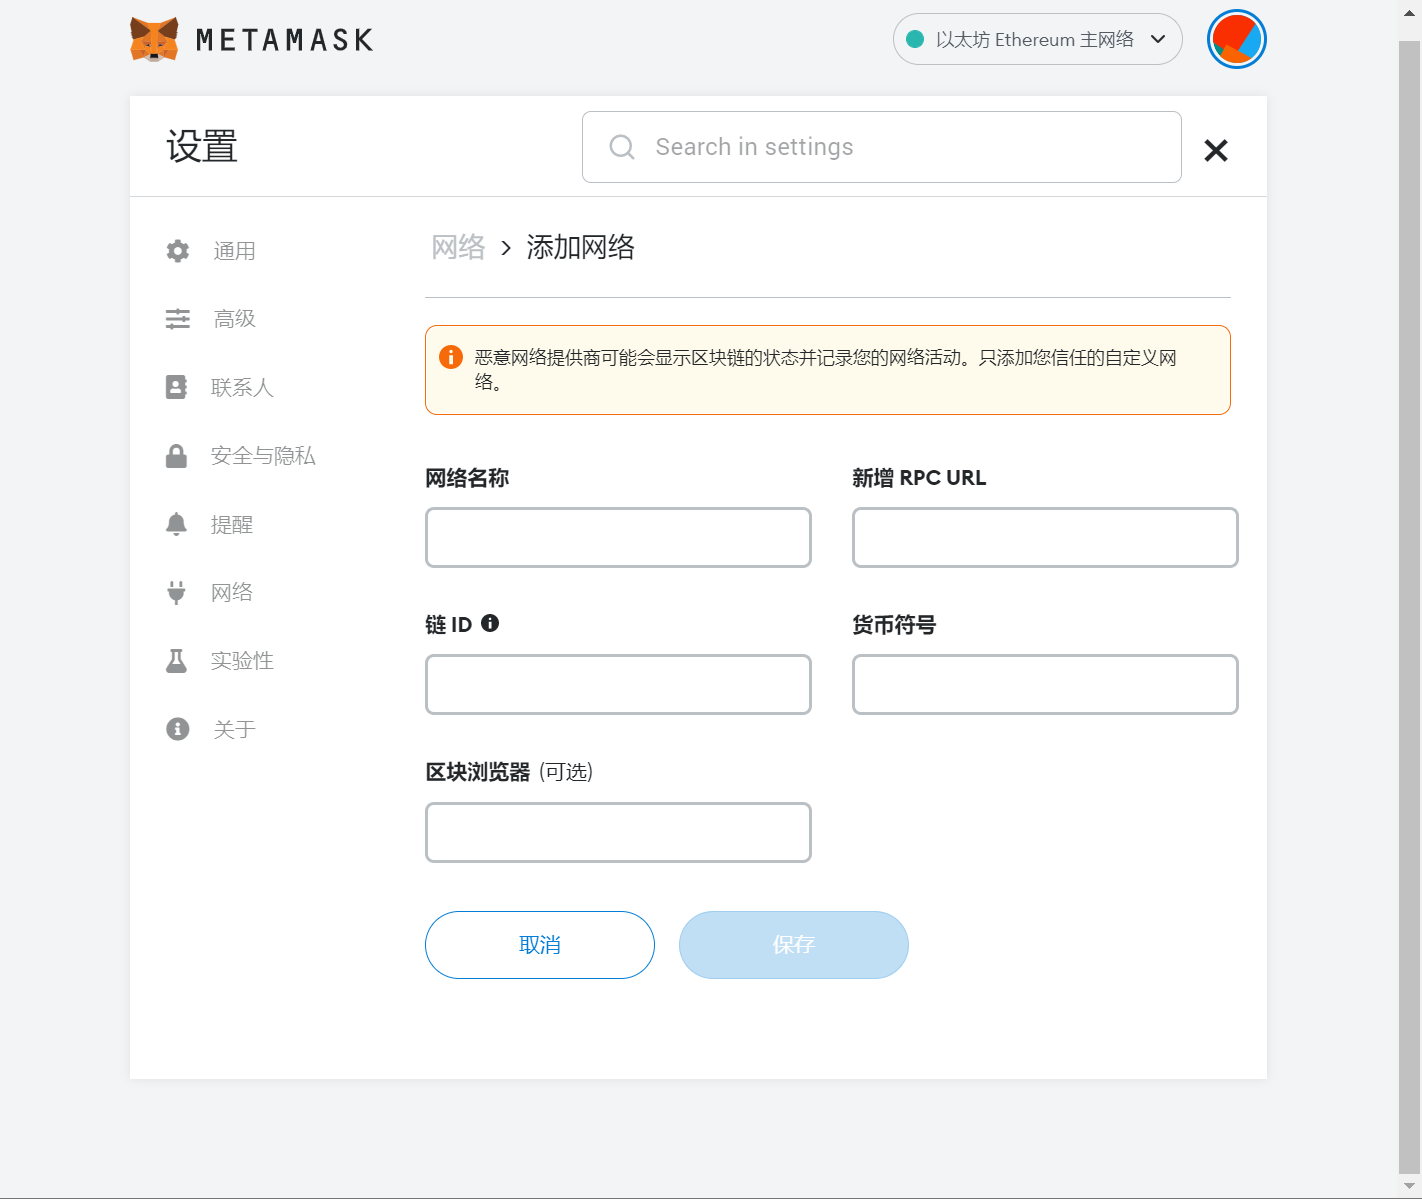 METAMASK
以太坊 Ethereum 主网络
设置
Search in settings
通用
高级
联系人
安全与隐私
提醒
网络
实验性
关于
网络 > 添加网络
恶意网络提供商可能会显示区块链的状态并记录您的网络活动。只添加您信任的自定义网
络。
网络名称
新增 RPC URL
链 ID
货币符号
区块浏览器 (可选)
取消
保存